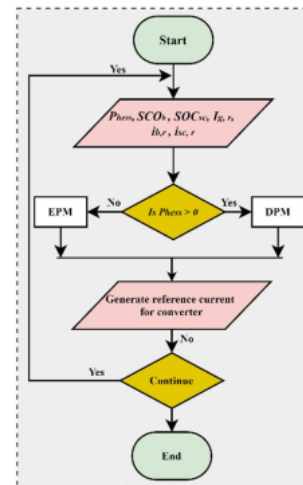 Start
Yes
Phess, SCOb, SOCsc, Ig, r,
ib,r, isc, r
No
Yes
EPM
Is Phess > 0
DPM
Generate reference current
for converter
No
Yes
Continue
End